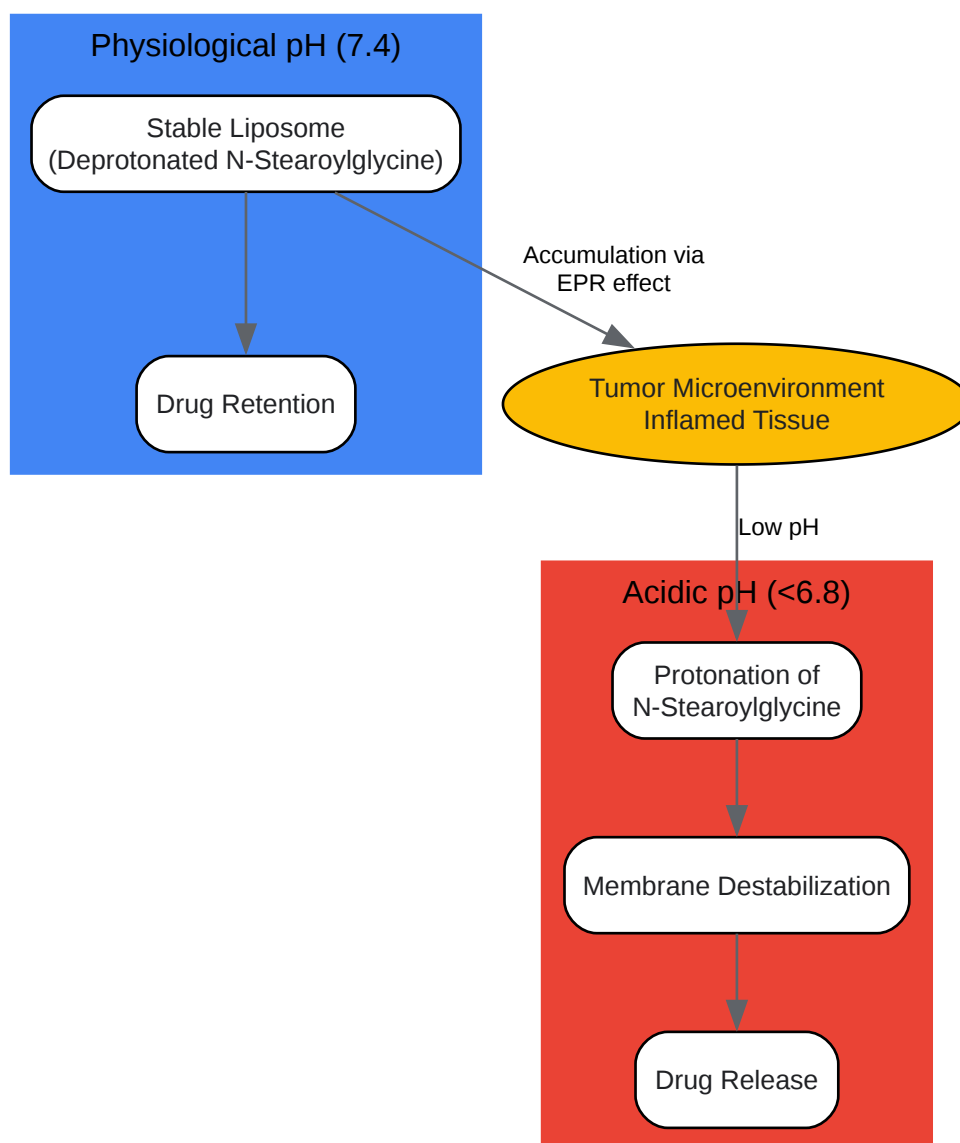 Physiological pH (7.4)
Stable Liposome
(Deprotonated N-Stearoylglycine)
Accumulation via
EPR effect
Drug Retention
Tumor Microenvironment
Inflamed Tissue
Low pH
Acidic pH (<6.8)
Protonation of
N-Stearoylglycine
Membrane Destabilization
Drug Release